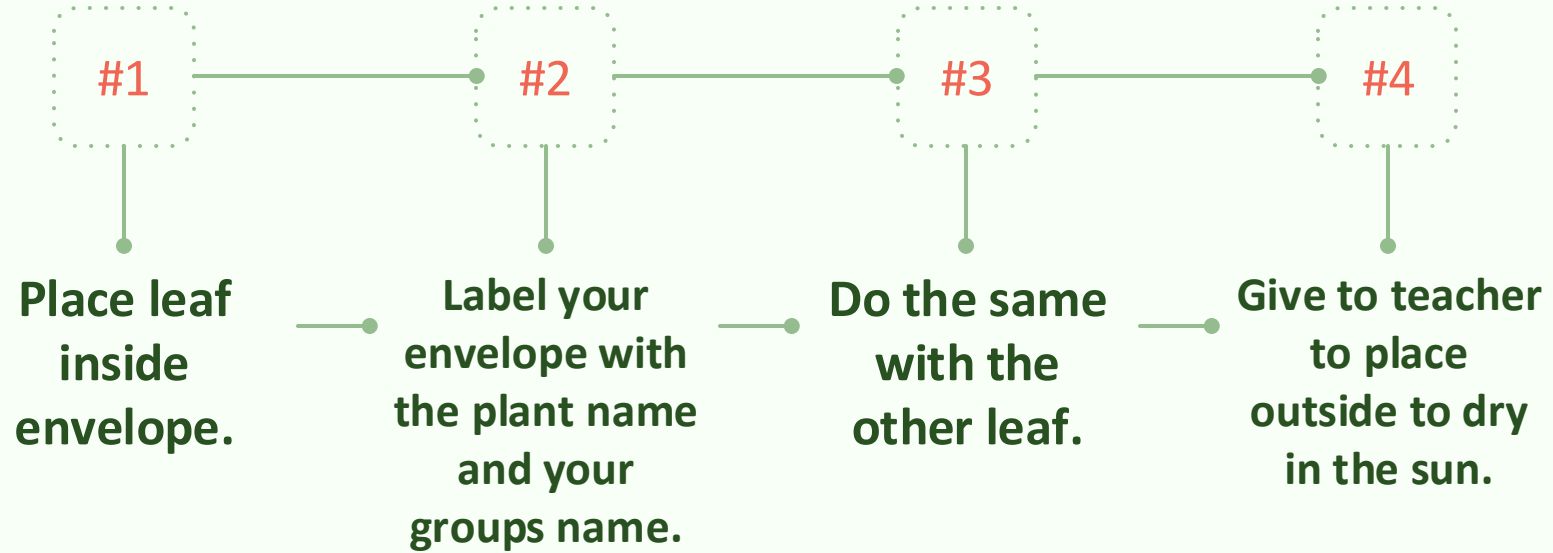 #1
#2
#3
#4
Place leaf
inside
envelope.
Label your
envelope with
the plant name
and your
groups name.
Do the same
with the
other leaf.
Give to teacher
to place
outside to dry
in the sun.